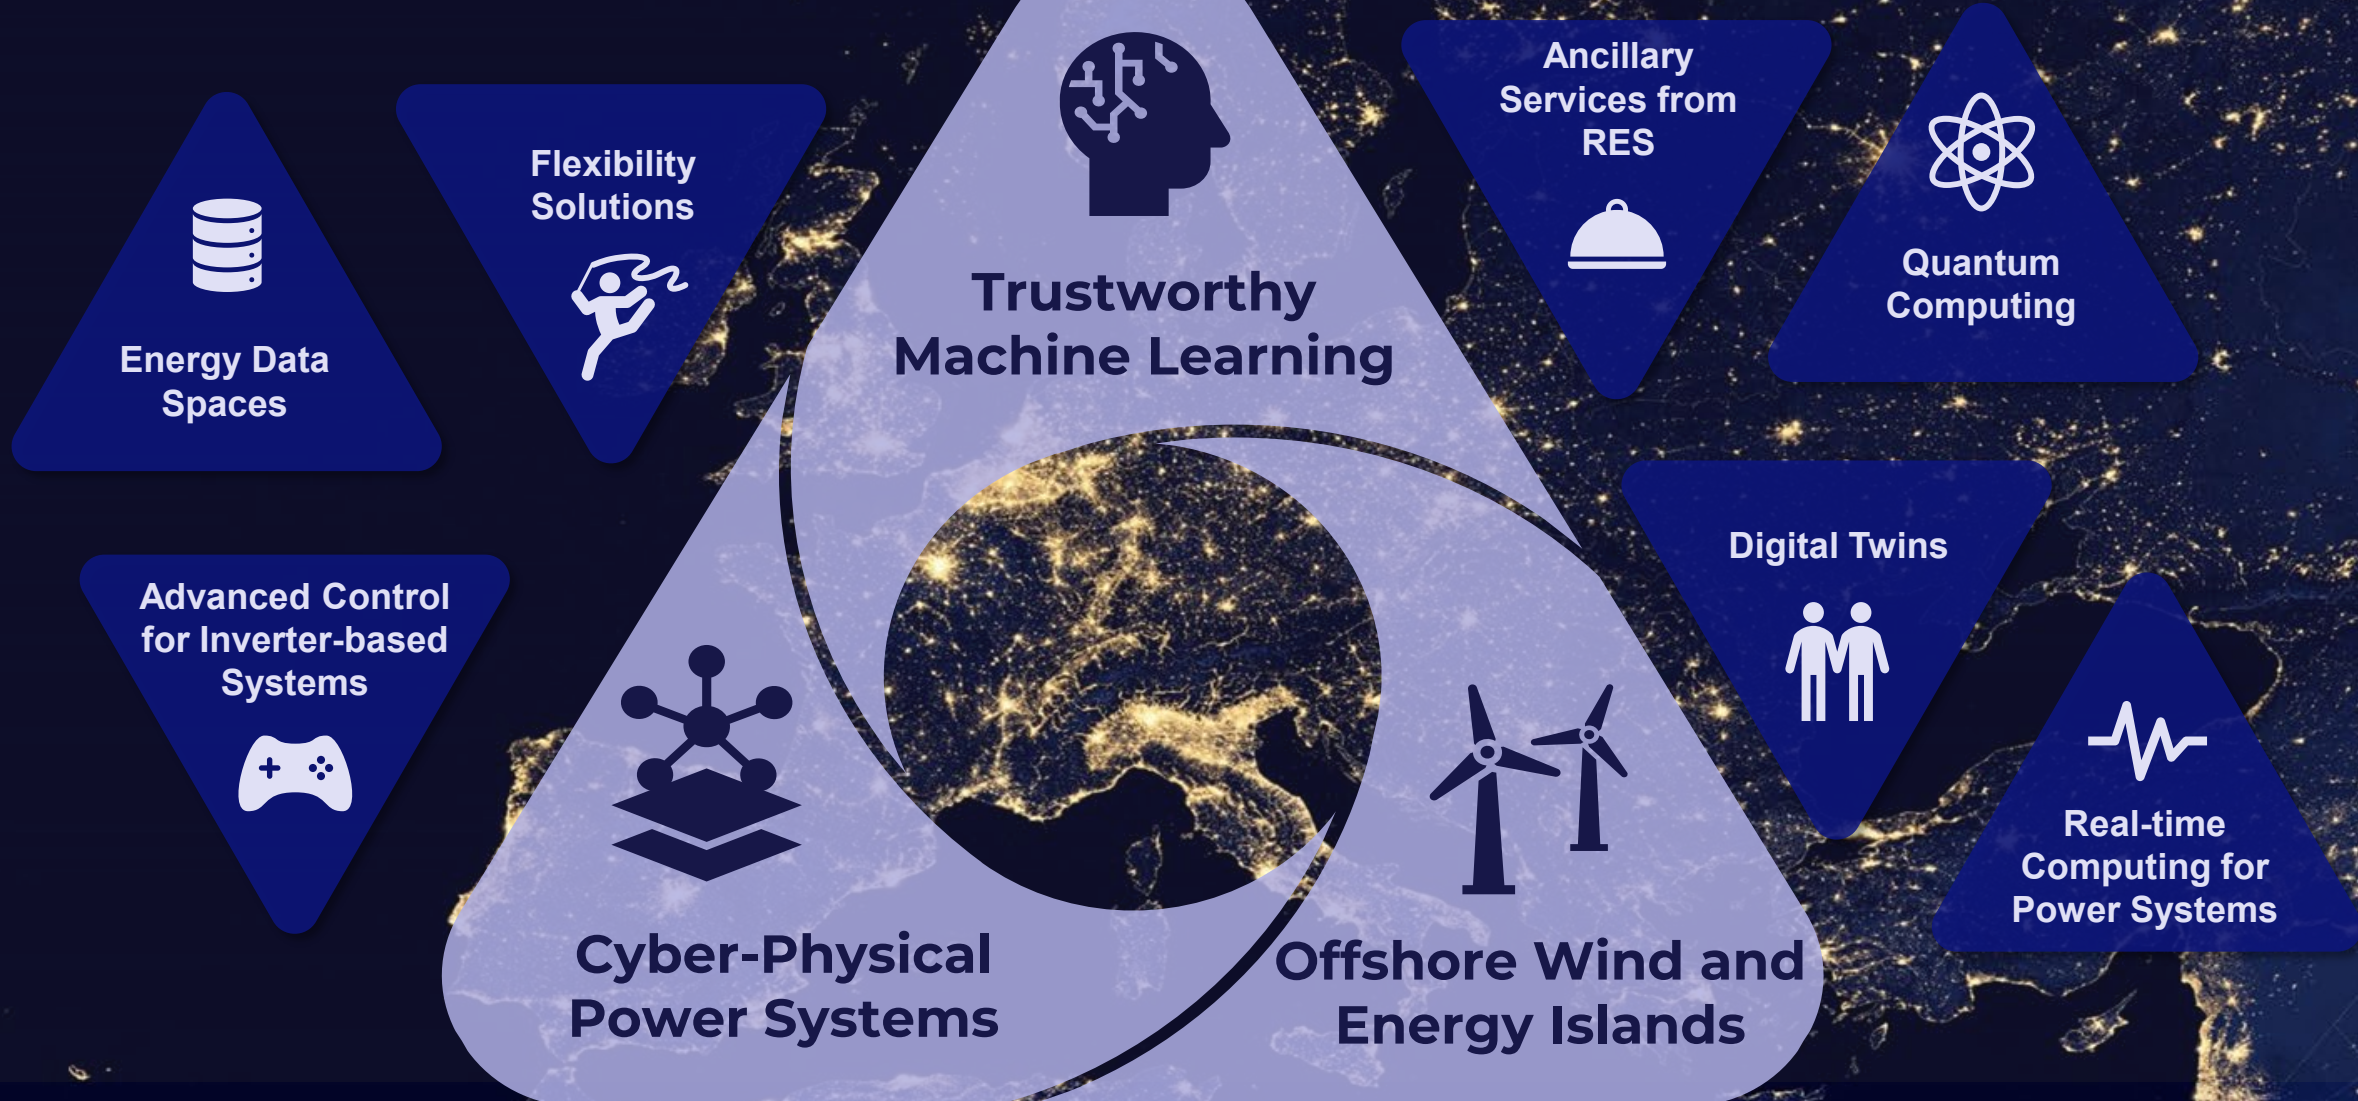 Energy Data
Spaces
Flexibility
Solutions
Advanced Control
for Inverter-based
Systems
Trustworthy
Machine Learning
Cyber-Physical
Power Systems
Offshore Wind and
Energy Islands
Ancillary
Services from
RES
Quantum
Computing
Digital Twins
Real-time
Computing for
Power Systems